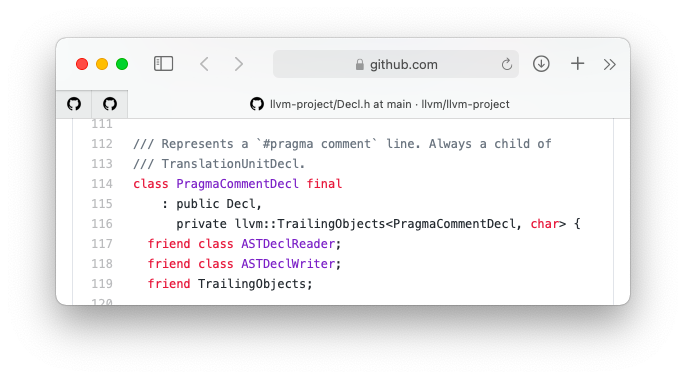 github.com
llvm-project/Decl.h at main · llvm/llvm-project
111
112 /// Represents a `#pragma comment` line. Always a child of
113 /// TranslationUnitDecl.
114 class PragmaCommentDecl final
115     : public Decl,
116       private llvm::TrailingObjects<PragmaCommentDecl, char> {
117   friend class ASTDeclReader;
118   friend class ASTDeclWriter;
119   friend TrailingObjects;
120